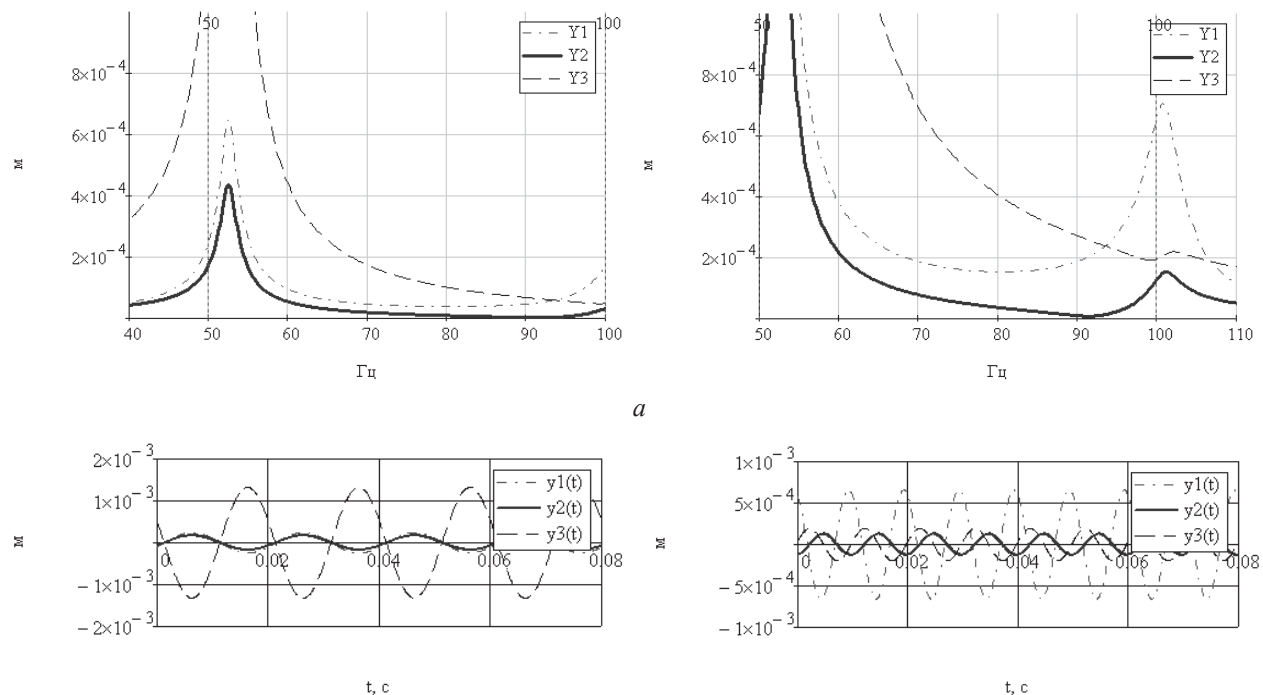 50
100
Y1
Y2
Y3
8×10⁻⁴
6×10⁻⁴
4×10⁻⁴
2×10⁻⁴
м
40 50 60 70 80 90 100
Гц
50
100
Y1
Y2
Y3
8×10⁻⁴
6×10⁻⁴
4×10⁻⁴
2×10⁻⁴
м
50 60 70 80 90 100 110
Гц
а
2×10⁻³
1×10⁻³
−1×10⁻³
−2×10⁻³
м
y1(t)
y2(t)
y3(t)
0 0.02 0.04 0.06 0.08
t, с
1×10⁻³
5×10⁻⁴
−5×10⁻⁴
−1×10⁻³
м
y1(t)
y2(t)
y3(t)
0 0.02 0.04 0.06 0.08
t, с